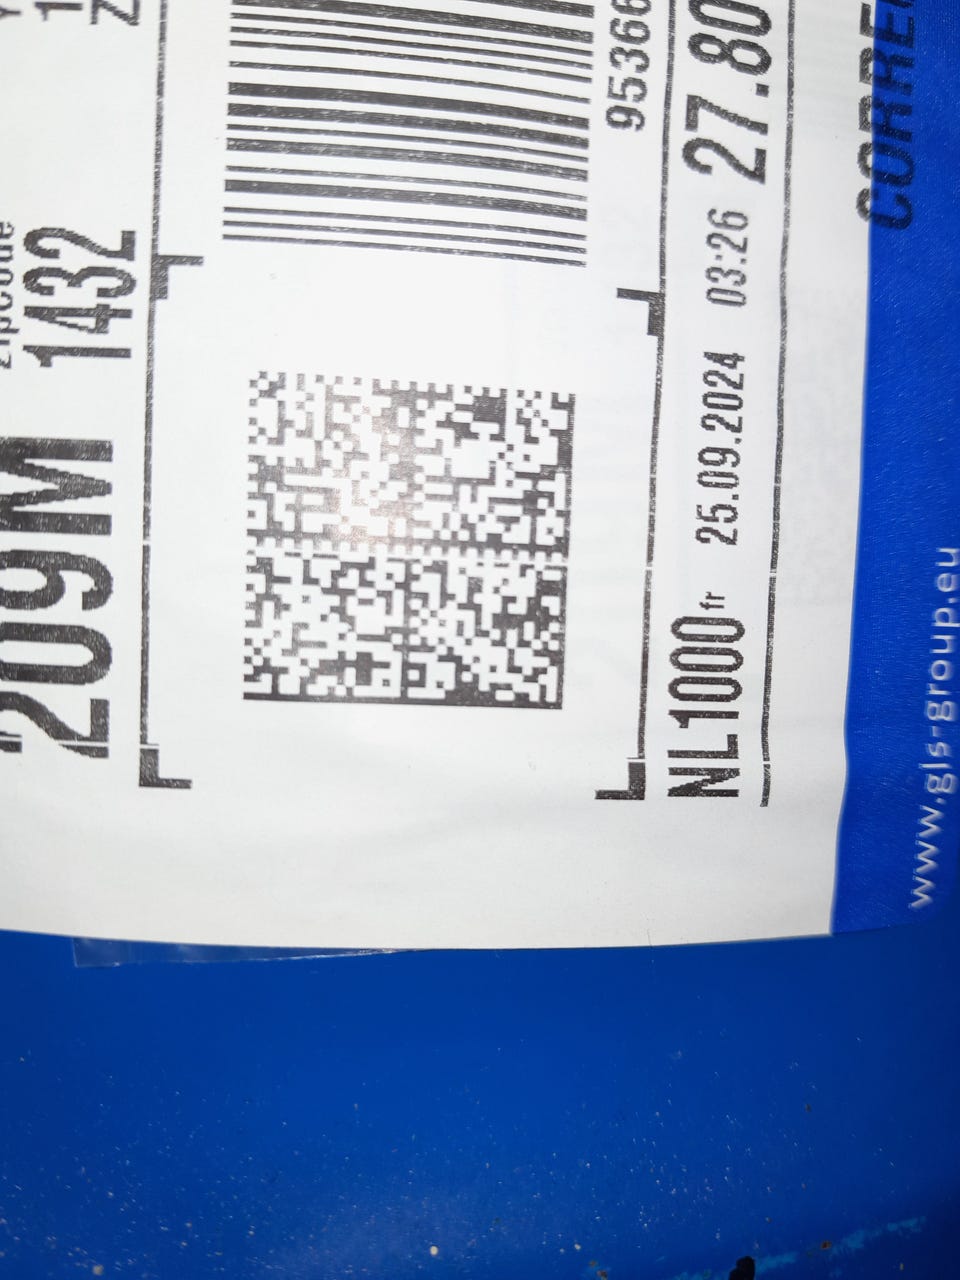 zipcode
1432
209M
95366
NL1000 fr 25.09.2024 03:26 27.80
CORRE
www.gls-group.eu